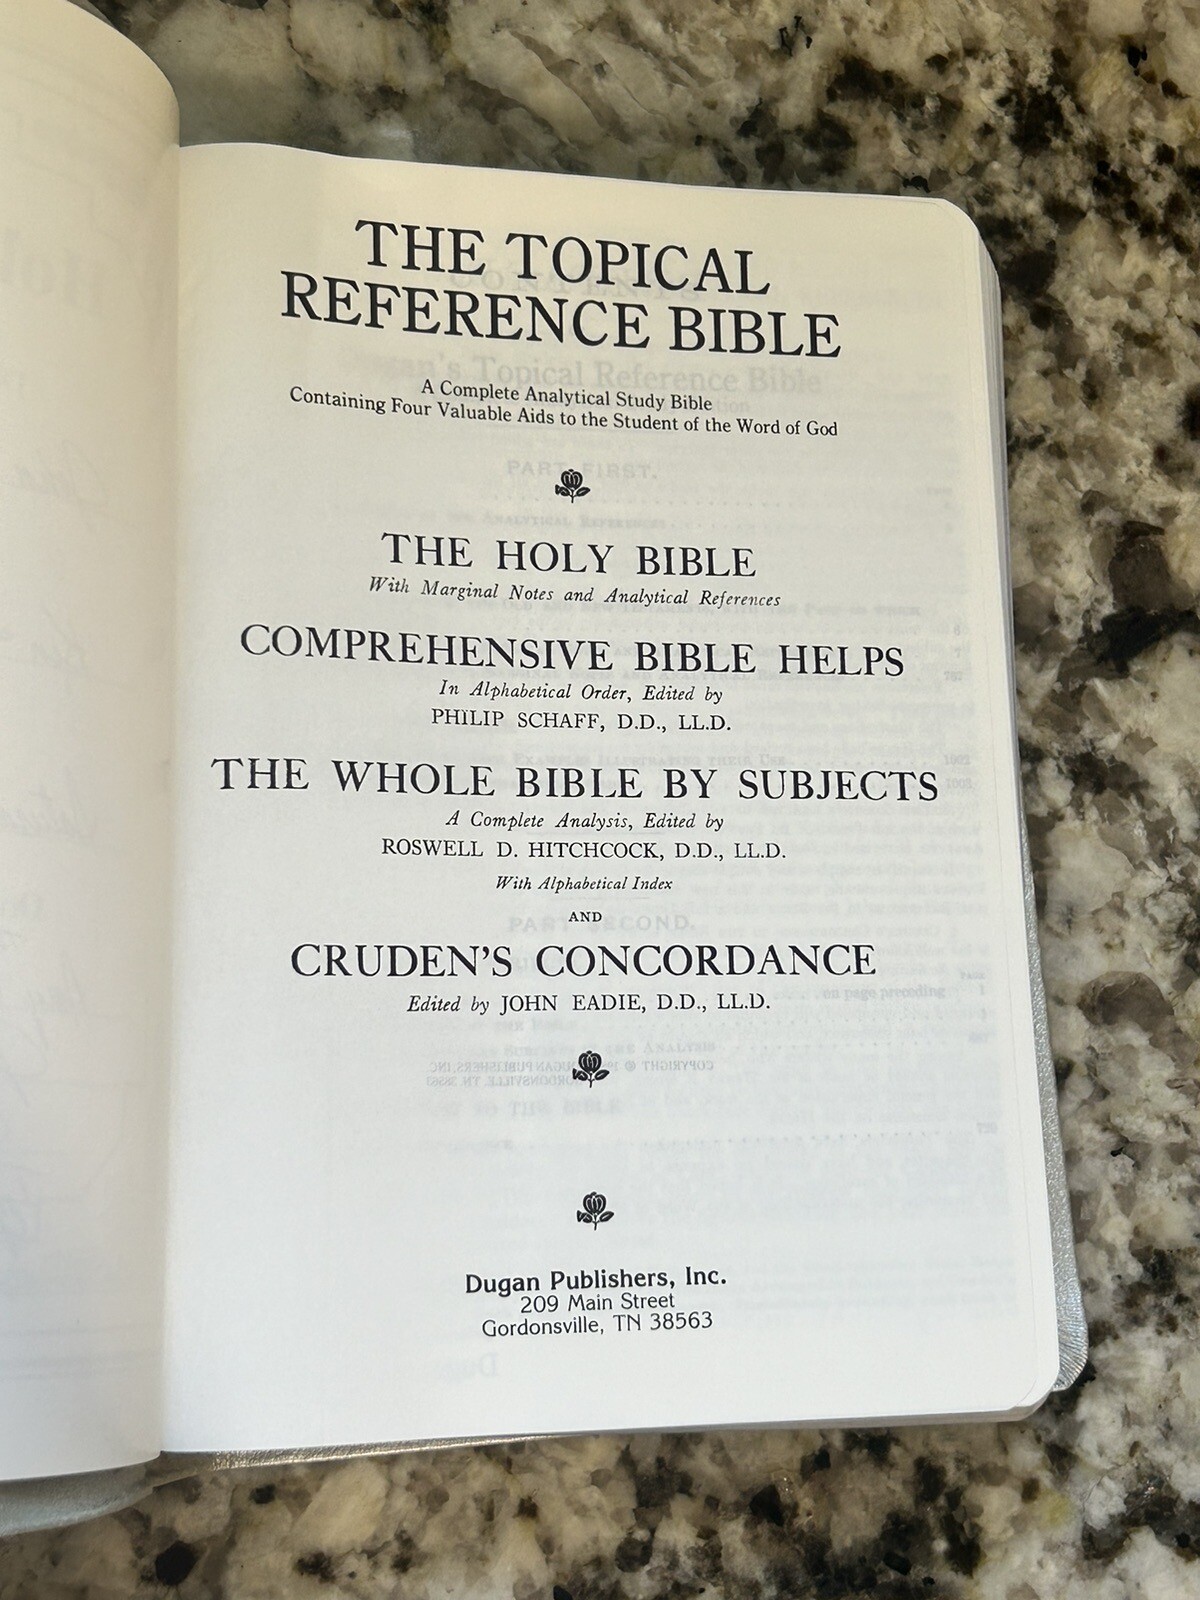 THE TOPICAL
REFERENCE BIBLE
A Complete Analytical Study Bible
Containing Four Valuable Aids to the Student of the Word of God
THE HOLY BIBLE
With Marginal Notes and Analytical References
COMPREHENSIVE BIBLE HELPS
In Alphabetical Order, Edited by
PHILIP SCHAFF, D.D., LL.D.
THE WHOLE BIBLE BY SUBJECTS
A Complete Analysis, Edited by
ROSWELL D. HITCHCOCK, D.D., LL.D.
With Alphabetical Index
AND
CRUDEN'S CONCORDANCE
Edited by JOHN EADIE, D.D., LL.D.
Dugan Publishers, Inc.
209 Main Street
Gordonsville, TN 38563